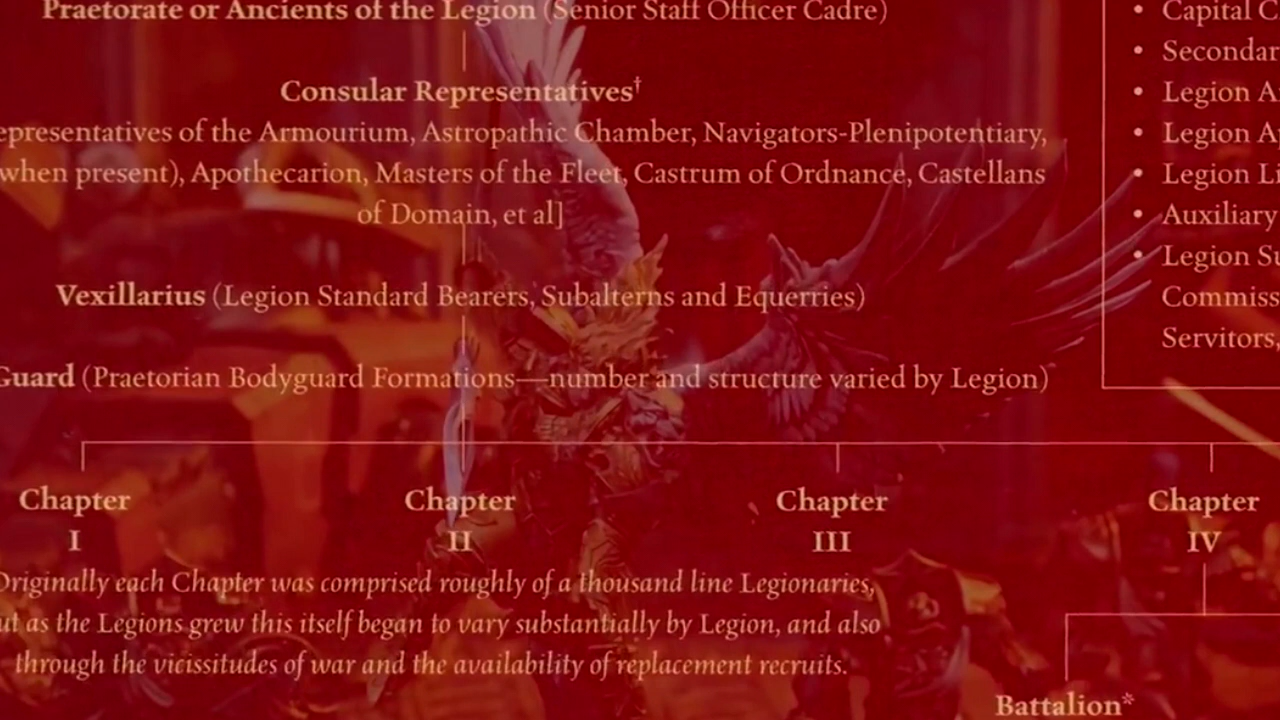 Praetorate or Ancients of the Legion (Senior Staff Officer Cadre)
Consular Representatives†
epresentatives of the Armourium, Astropathic Chamber, Navigators-Plenipotentiary,
when present), Apothecarion, Masters of the Fleet, Castrum of Ordnance, Castellans
of Domain, et al]
Vexillarius (Legion Standard Bearers, Subalterns and Equerries)
Guard (Praetorian Bodyguard Formations—number and structure varied by Legion)
• Capital C
• Secondar
• Legion A
• Legion A
• Legion Li
• Auxiliary
• Legion Su
Commiss
Servitors,
Chapter
I
Chapter
II
Chapter
III
Chapter
IV
Originally each Chapter was comprised roughly of a thousand line Legionaries,
ut as the Legions grew this itself began to vary substantially by Legion, and also
through the vicissitudes of war and the availability of replacement recruits.
Battalion*